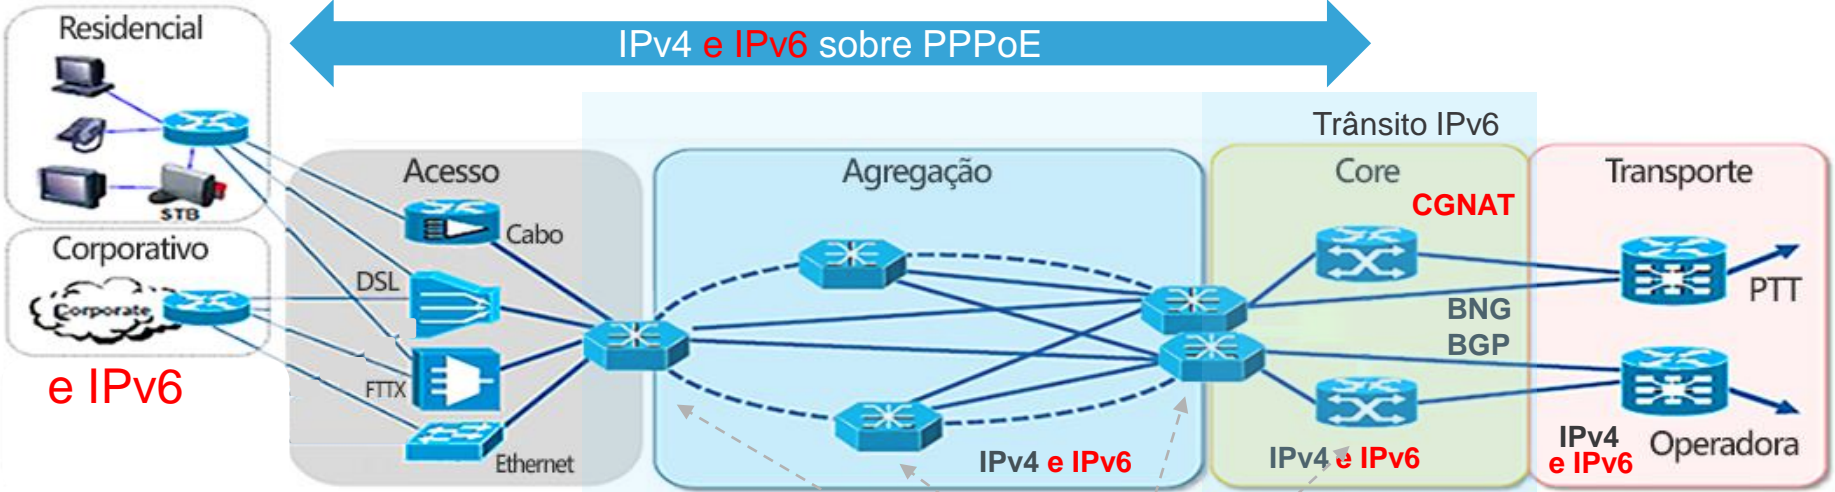 Residencial
IPv4 e IPv6 sobre PPPoE
Trânsito IPv6
Acesso
Agregação
Core
Transporte
CGNAT
STB
Cabo
Corporativo
DSL
Corporate
PTT
BNG
BGP
e IPv6
FTTX
Ethernet
IPv4 e IPv6
IPv4 e IPv6
IPv4
e IPv6
Operadora